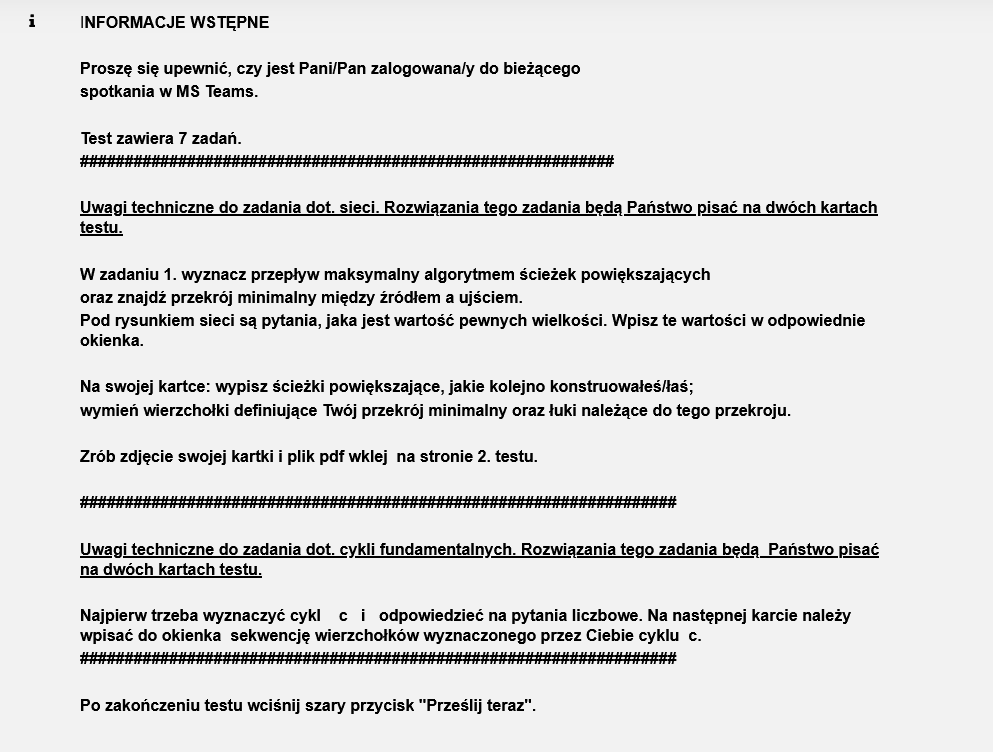 i INFORMACJE WSTĘPNE
Proszę się upewnić, czy jest Pani/Pan zalogowana/y do bieżącego
spotkania w MS Teams.
Test zawiera 7 zadań.
############################################################
Uwagi techniczne do zadania dot. sieci. Rozwiązania tego zadania będą Państwo pisać na dwóch kartach
testu.
W zadaniu 1. wyznacz przepływ maksymalny algorytmem ścieżek powiększających
oraz znajdź przekrój minimalny między źródłem a ujściem.
Pod rysunkiem sieci są pytania, jaka jest wartość pewnych wielkości. Wpisz te wartości w odpowiednie
okienka.
Na swojej kartce: wypisz ścieżki powiększające, jakie kolejno konstruowałeś/łaś;
wymień wierzchołki definiujące Twój przekrój minimalny oraz łuki należące do tego przekroju.
Zrób zdjęcie swojej kartki i plik pdf wklej na stronie 2. testu.
###################################################################
Uwagi techniczne do zadania dot. cykli fundamentalnych. Rozwiązania tego zadania będą Państwo pisać
na dwóch kartach testu.
Najpierw trzeba wyznaczyć cykl c i odpowiedzieć na pytania liczbowe. Na następnej karcie należy
wpisać do okienka sekwencję wierzchołków wyznaczonego przez Ciebie cyklu c.
###################################################################
Po zakończeniu testu wciśnij szary przycisk "Prześlij teraz".